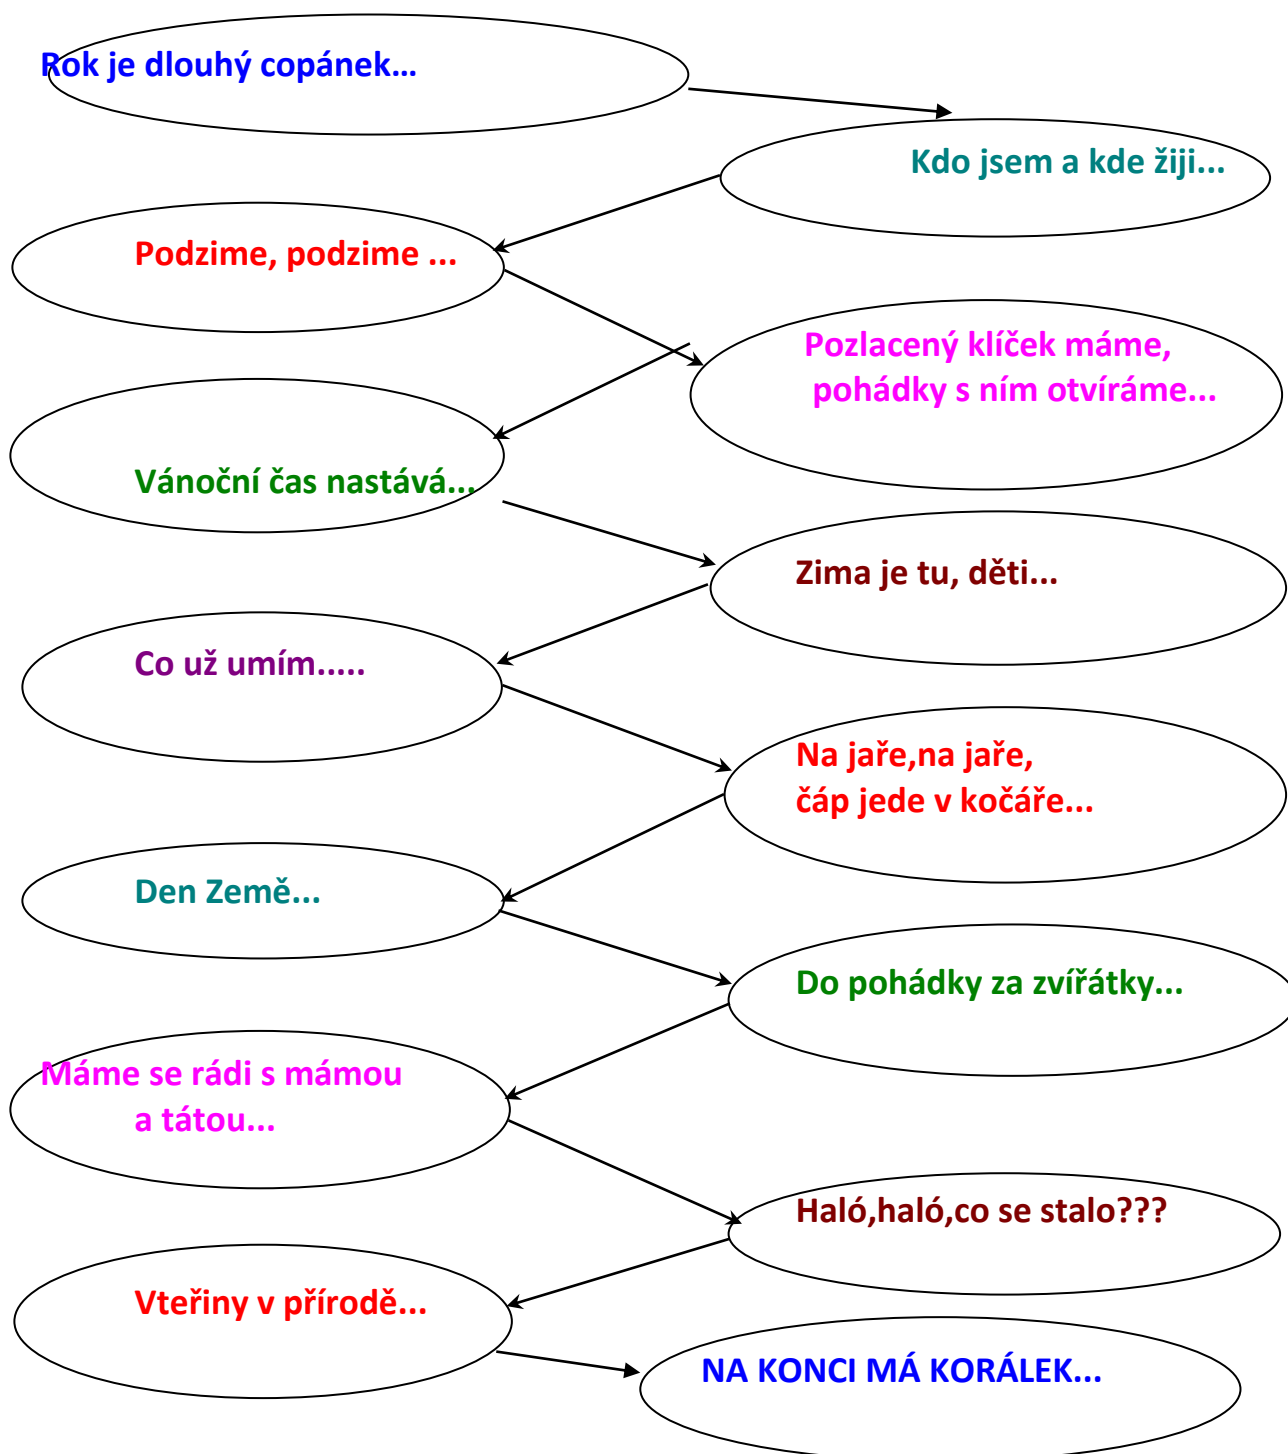 Rok je dlouhý copánek...
Kdo jsem a kde žiji...
Podzime, podzime ...
Pozlacený klíček máme,
pohádky s ním otvíráme...
Vánoční čas nastává...
Zima je tu, děti...
Co už umím.....
Na jaře,na jaře,
čáp jede v kočáře...
Den Země...
Do pohádky za zvířátky...
Máme se rádi s mámou
a tátou...
Haló,haló,co se stalo???
Vteřiny v přírodě...
NA KONCI MÁ KORÁLEK...